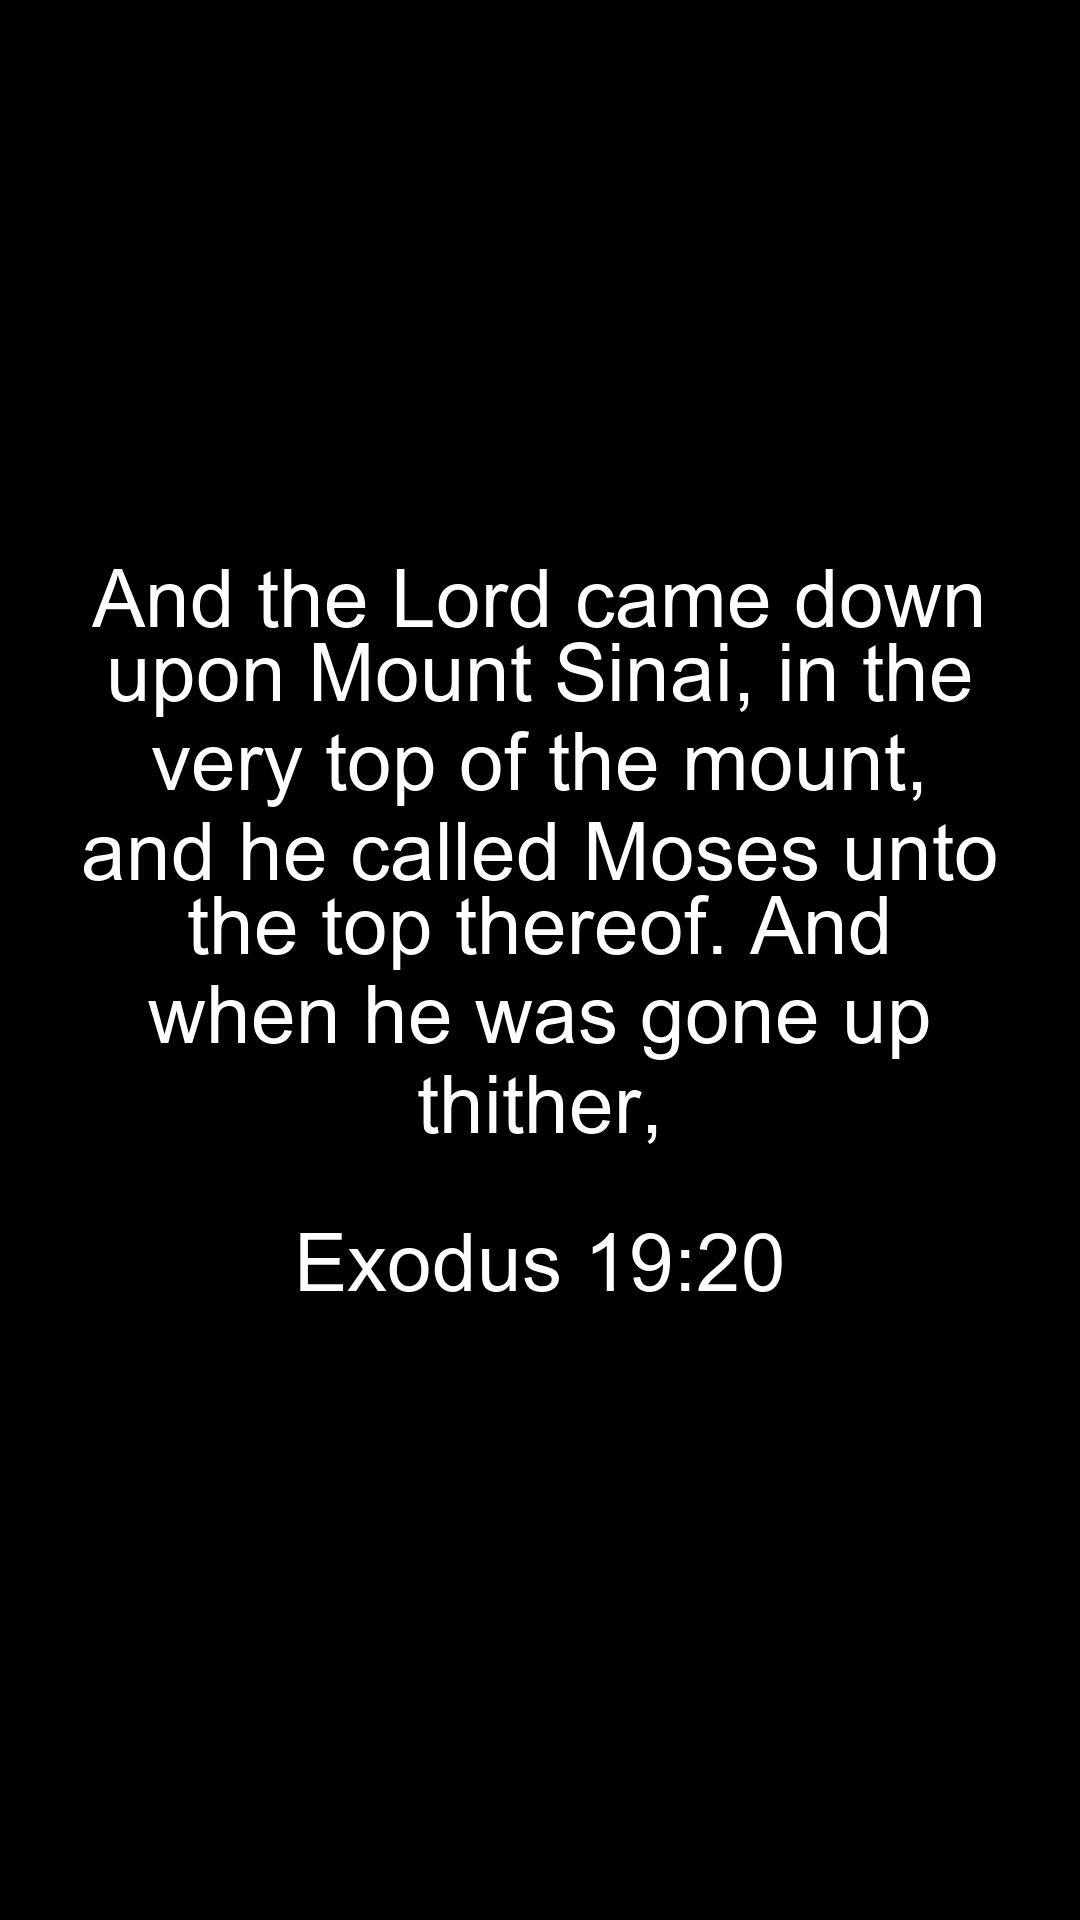 And the Lord came down
upon Mount Sinai, in the
very top of the mount,
and he called Moses unto
the top thereof. And
when he was gone up
thither,
Exodus 19:20